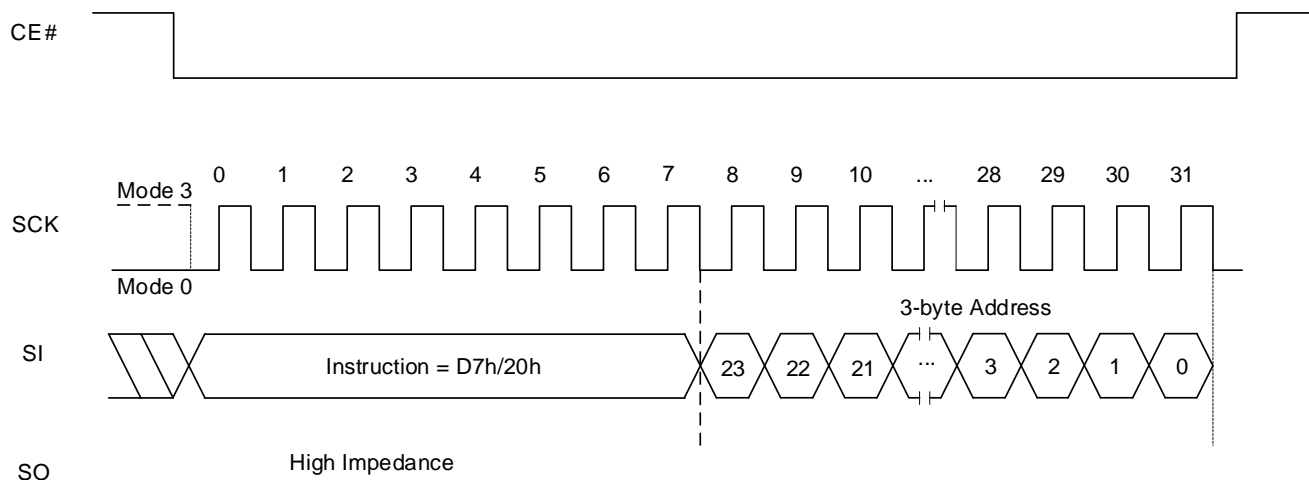 CE#
0 1 2 3 4 5 6 7 8 9 10 ... 28 29 30 31
Mode 3
SCK
Mode 0
3-byte Address
SI
Instruction = D7h/20h
23 22 21 ... 3 2 1 0
High Impedance
SO